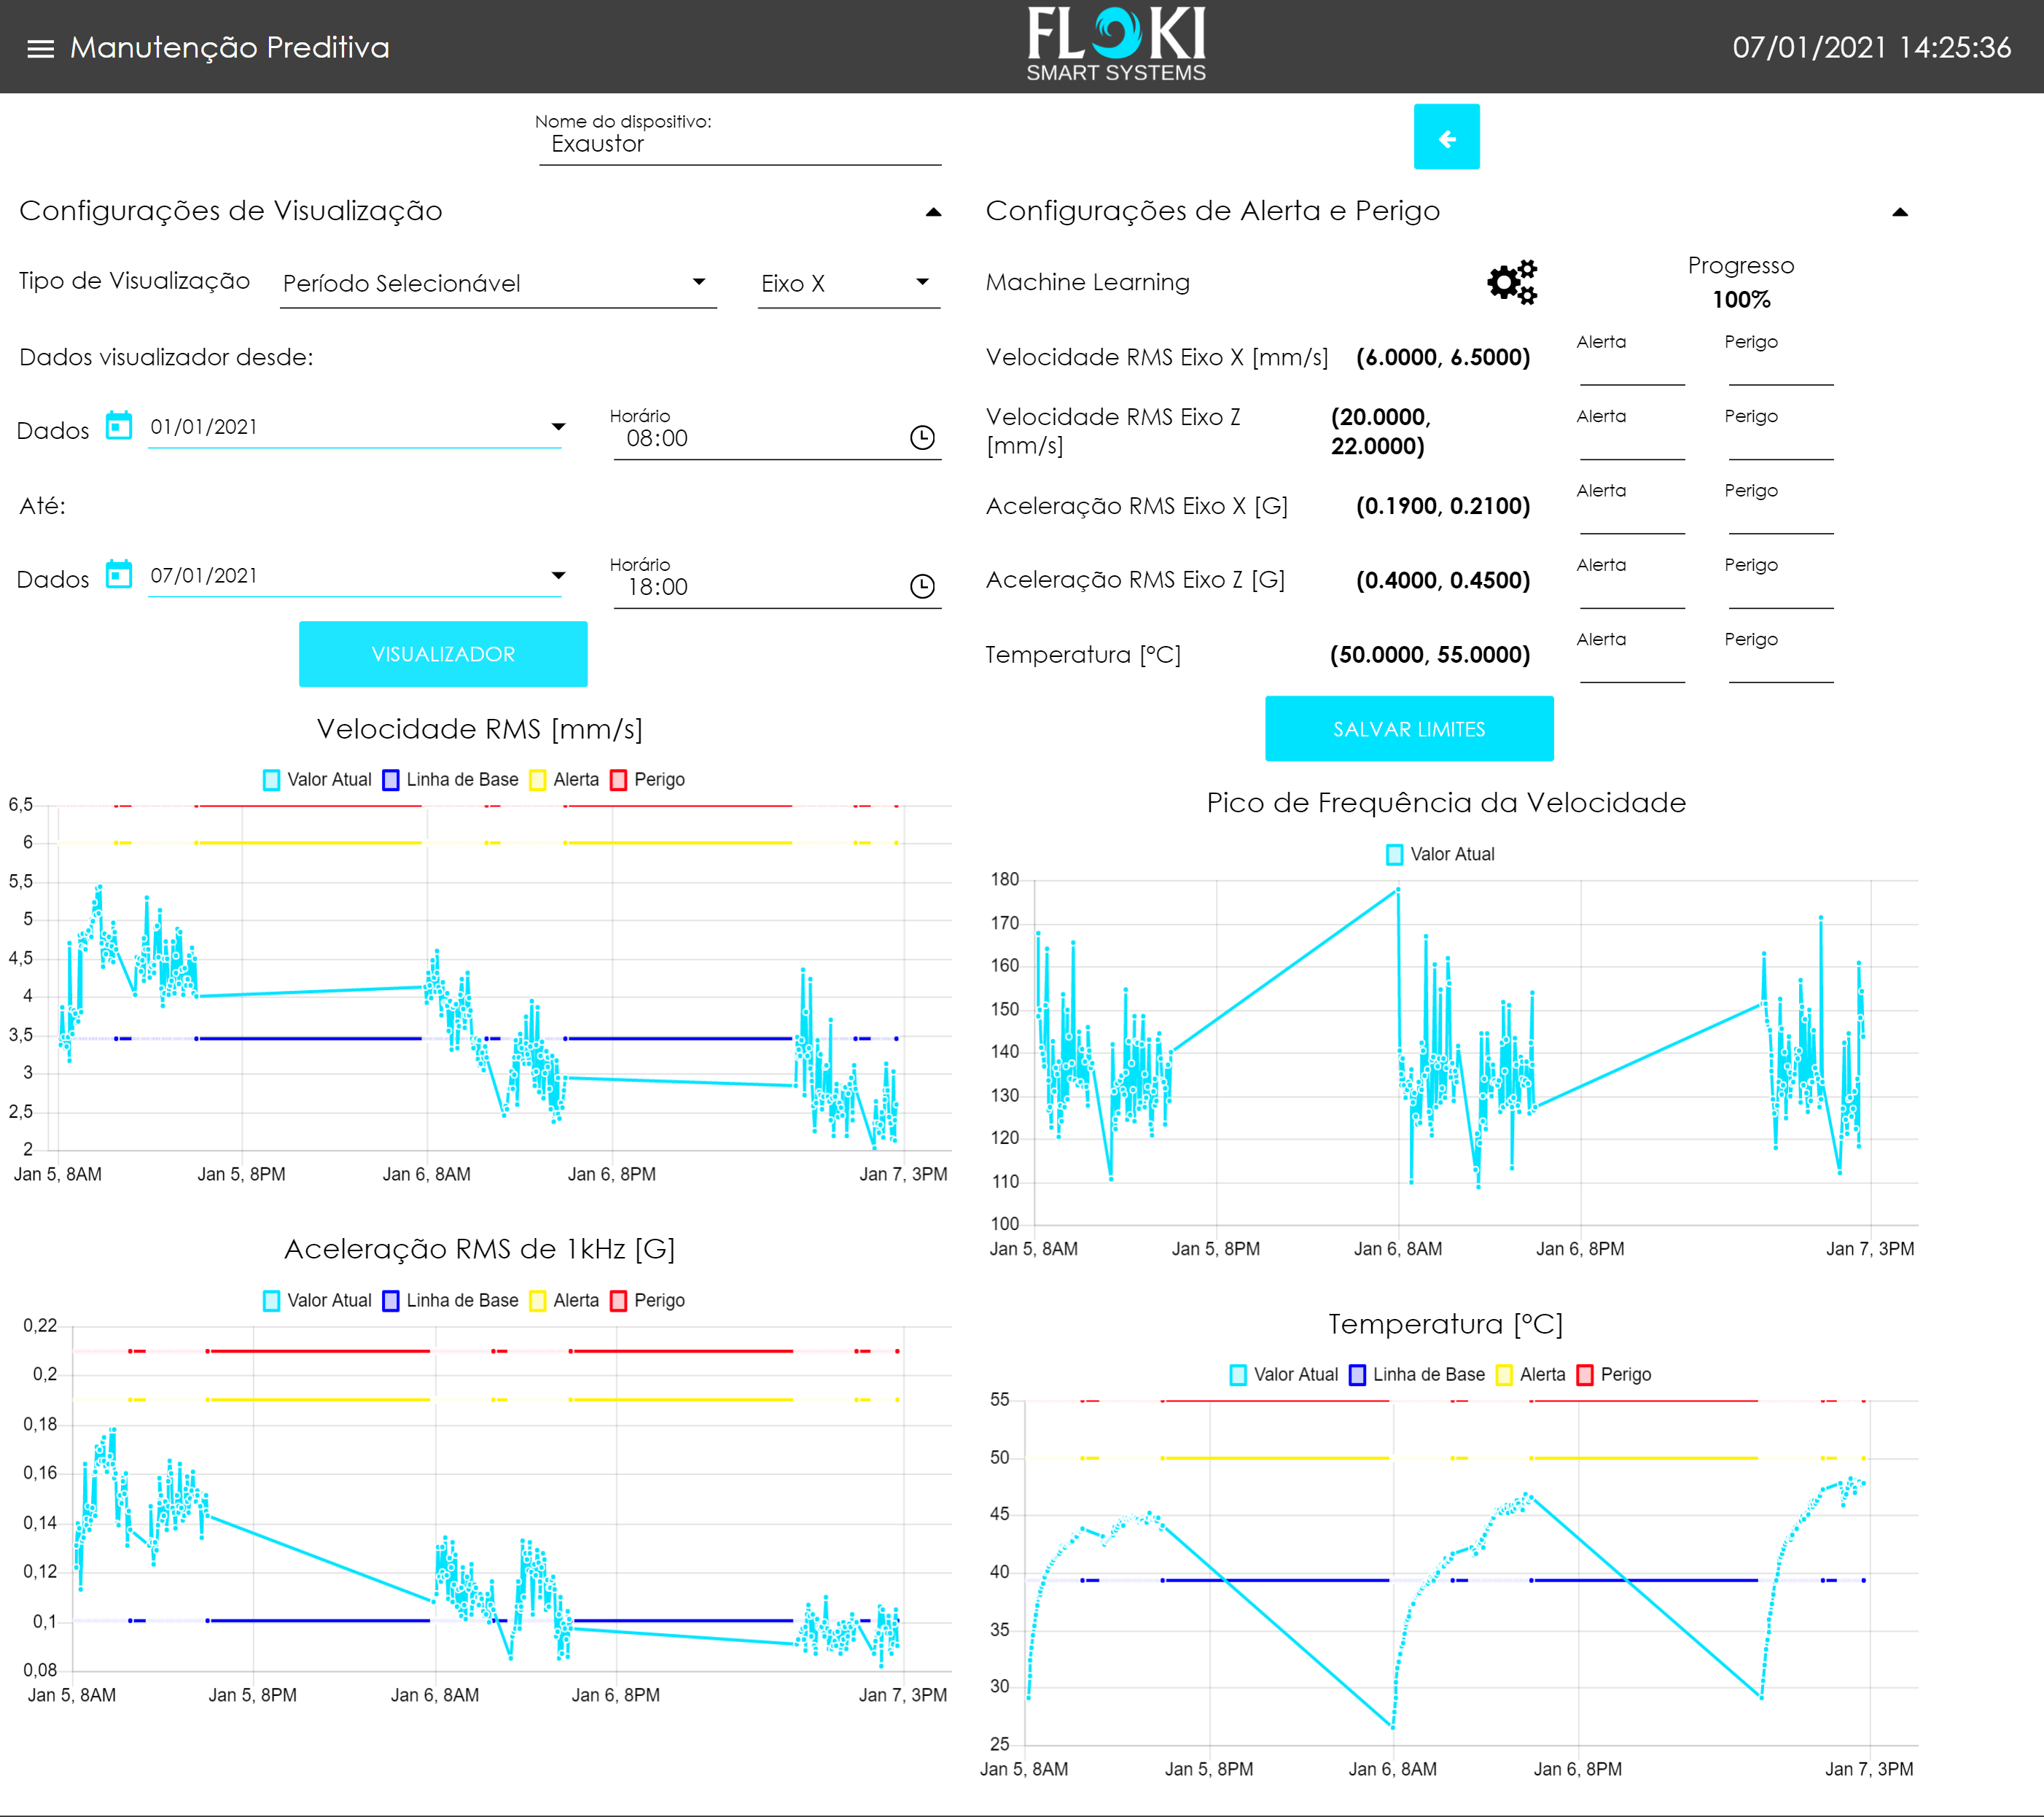 Manutenção Preditiva
FLOKI
SMART SYSTEMS
07/01/2021 14:25:36
Nome do dispositivo:
Exaustor
Configurações de Visualização
Tipo de Visualização
Período Selecionável
Eixo X
Dados visualizador desde:
Dados
01/01/2021
Horário
08:00
Até:
Dados
07/01/2021
Horário
18:00
VISUALIZADOR
Configurações de Alerta e Perigo
Machine Learning
Progresso
100%
Velocidade RMS Eixo X [mm/s] (6.0000, 6.5000)
Alerta
Perigo
Velocidade RMS Eixo Z
[mm/s]
(20.0000,
22.0000)
Alerta
Perigo
Aceleração RMS Eixo X [G] (0.1900, 0.2100)
Alerta
Perigo
Aceleração RMS Eixo Z [G] (0.4000, 0.4500)
Alerta
Perigo
Temperatura [ºC] (50.0000, 55.0000)
Alerta
Perigo
SALVAR LIMITES
Velocidade RMS [mm/s]
Valor Atual Linha de Base Alerta Perigo
6,5
6
5,5
5
4,5
4
3,5
3
2,5
2
Jan 5, 8AM Jan 5, 8PM Jan 6, 8AM Jan 6, 8PM Jan 7, 3PM
Pico de Frequência da Velocidade
Valor Atual
180
170
160
150
140
130
120
110
100
Jan 5, 8AM Jan 5, 8PM Jan 6, 8AM Jan 6, 8PM Jan 7, 3PM
Aceleração RMS de 1kHz [G]
Valor Atual Linha de Base Alerta Perigo
0,22
0,2
0,18
0,16
0,14
0,12
0,1
0,08
Jan 5, 8AM Jan 5, 8PM Jan 6, 8AM Jan 6, 8PM Jan 7, 3PM
Temperatura [ºC]
Valor Atual Linha de Base Alerta Perigo
55
50
45
40
35
30
25
Jan 5, 8AM Jan 5, 8PM Jan 6, 8AM Jan 6, 8PM Jan 7, 3PM